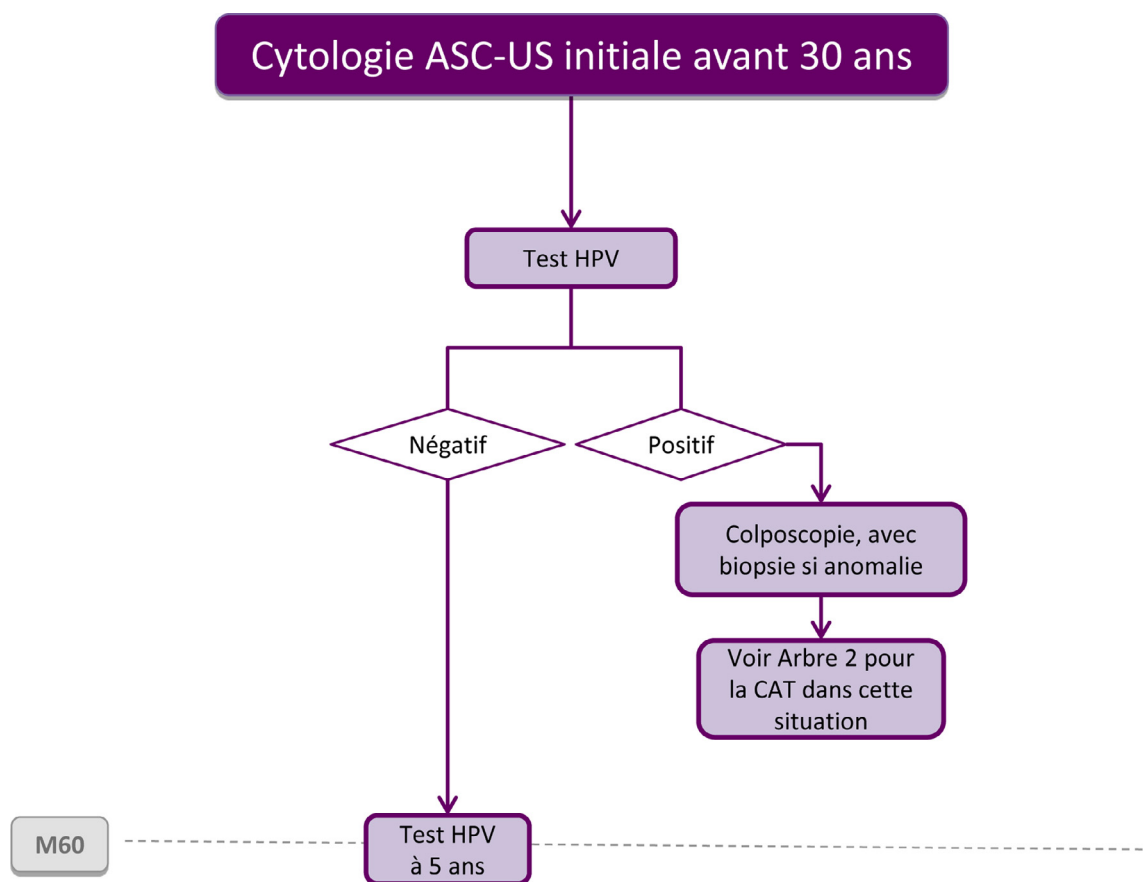 Cytologie ASC-US initiale avant 30 ans
Test HPV
Négatif
Positif
Colposcopie, avec
biopsie si anomalie
Voir Arbre 2 pour
la CAT dans cette
situation
M60
Test HPV
à 5 ans